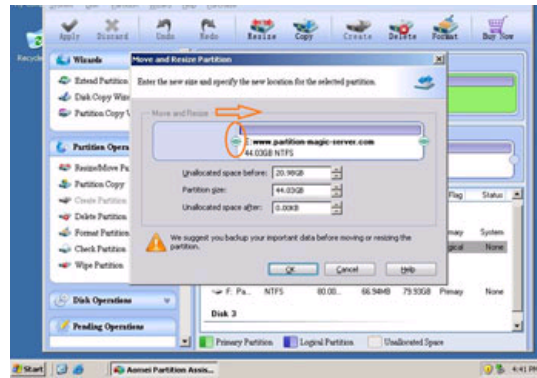 Apply Discard Undo Redo Resize Copy Create Delete Format Buy Now
Recycle
Wizards
Extend Partition
Disk Copy Wiz
Partition Copy
Move and Resize Partition
Enter the new size and specify the new location for the selected partition.
Move and Resize
E: www.partition-magic-server.com
44.03GB NTFS
Unallocated space before: 20.98GB
Partition size: 44.03GB
Unallocated space after: 0.00KB
We suggest you backup your important data before moving or resizing the
partition.
OK Cancel Help
Partition Opera
Resize/Move Pa
Partition Copy
Create Partition
Delete Partition
Format Partition
Check Partition
Wipe Partition
Flag Status
mary System
gical None
F: Pa... NTFS 80.00... 66.94MB 79.93GB Primary None
Disk 3
Disk Operations
Pending Operations
Primary Partition Logical Partition Unallocated Space
Start Aomei Partition Assis... 4:41 PM